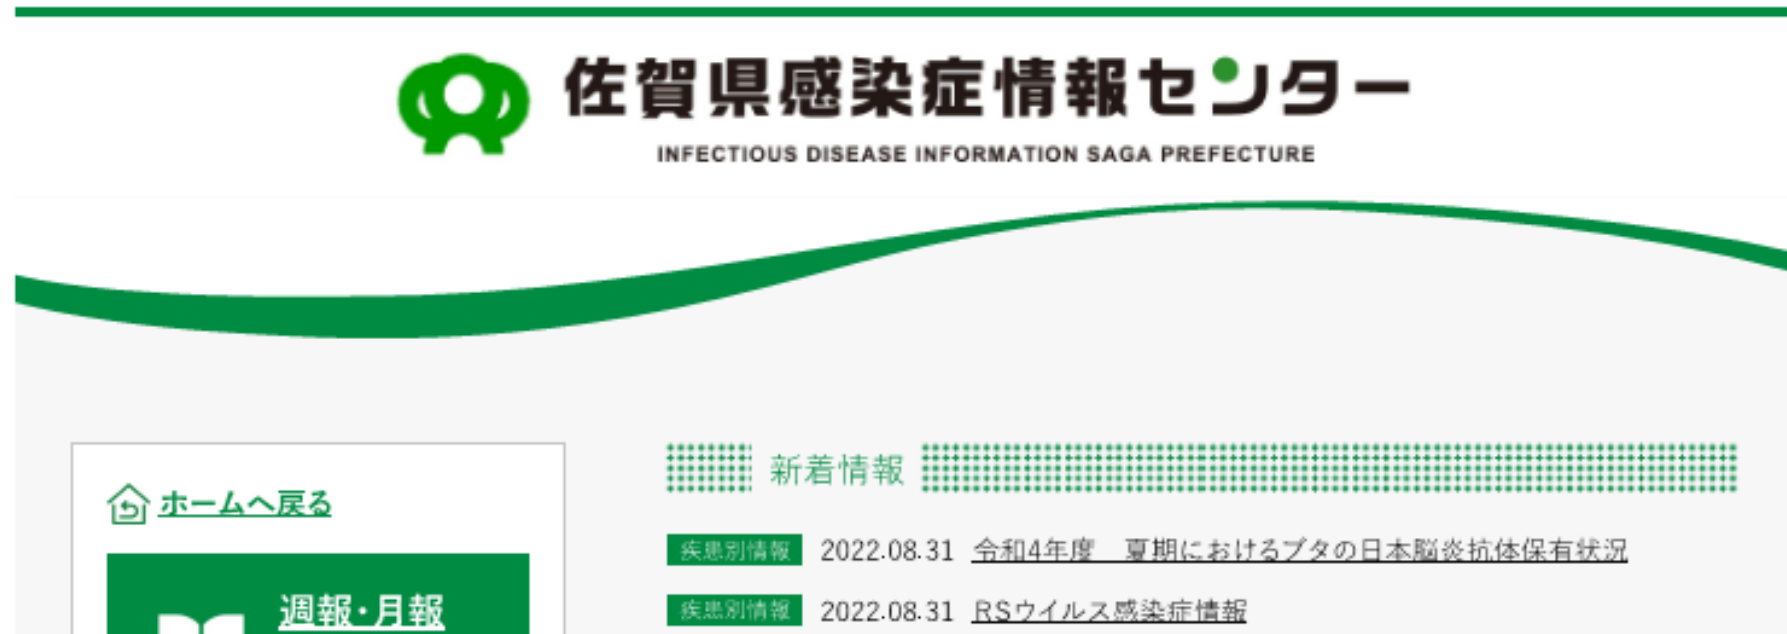 佐賀県感染症情報センター
INFECTIOUS DISEASE INFORMATION SAGA PREFECTURE
ホームへ戻る
週報・月報
新着情報
疾患別情報 2022.08.31 令和4年度　夏期におけるブタの日本脳炎抗体保有状況
疾患別情報 2022.08.31 RSウイルス感染症情報